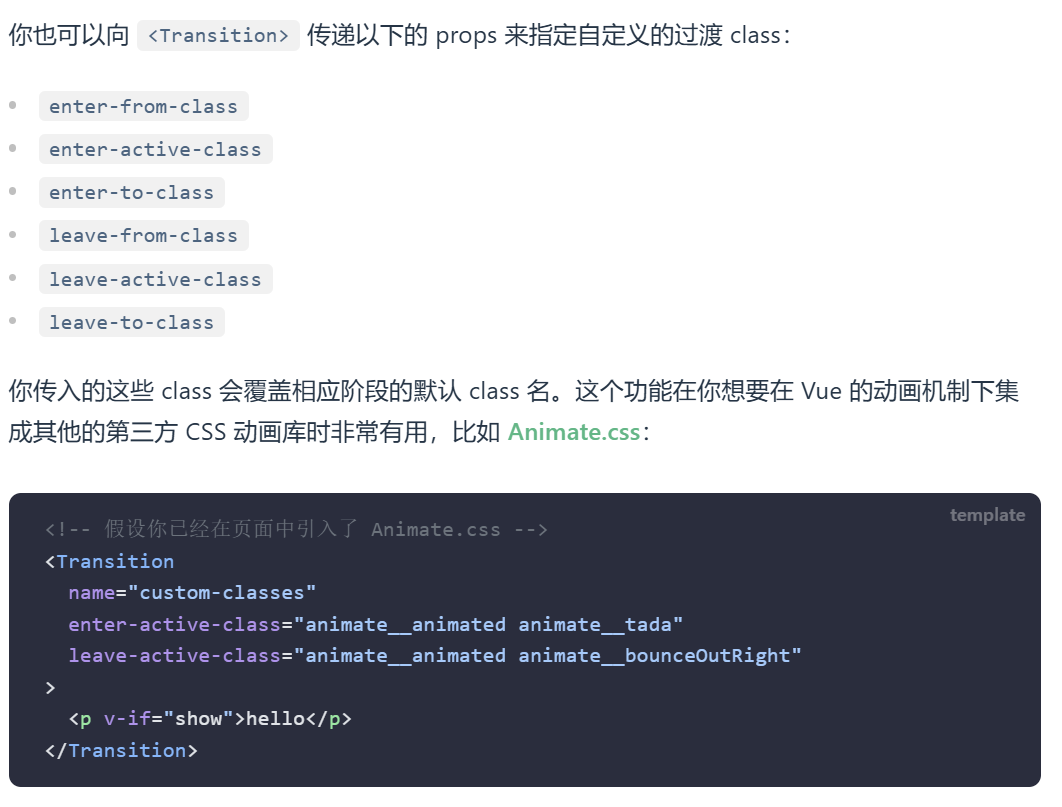 你也可以向 <Transition> 传递以下的 props 来指定自定义的过渡 class：
enter-from-class
enter-active-class
enter-to-class
leave-from-class
leave-active-class
leave-to-class
你传入的这些 class 会覆盖相应阶段的默认 class 名。这个功能在你想要在 Vue 的动画机制下集
成其他的第三方 CSS 动画库时非常有用，比如 Animate.css：
template
<!-- 假设你已经在页面中引入了 Animate.css -->
<Transition
  name="custom-classes"
  enter-active-class="animate__animated animate__tada"
  leave-active-class="animate__animated animate__bounceOutRight"
>
  <p v-if="show">hello</p>
</Transition>